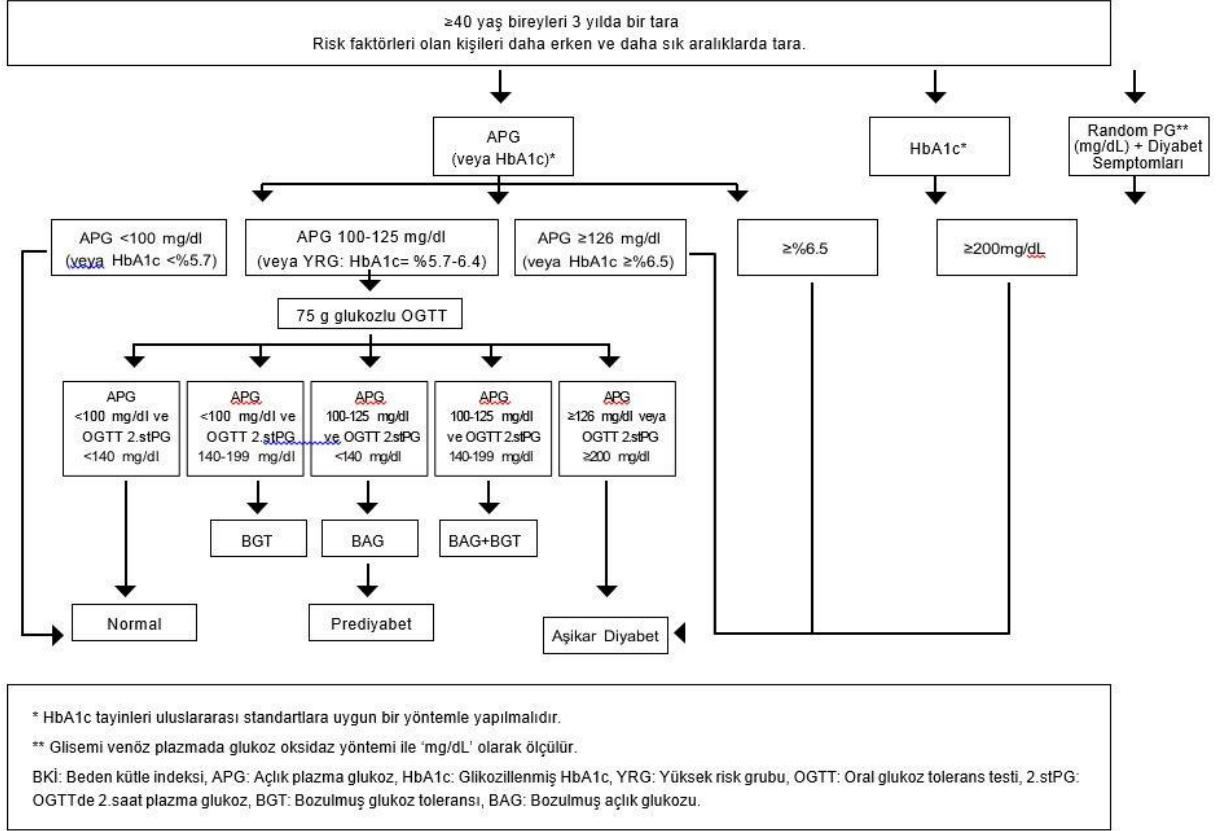 ≥40 yaş bireyleri 3 yılda bir tara
Risk faktörleri olan kişileri daha erken ve daha sık aralıklarda tara.
APG
(veya HbA1c)*
HbA1c*
Random PG**
(mg/dL) + Diyabet
Semptomları
APG <100 mg/dl
(veya HbA1c <%5.7)
APG 100-125 mg/dl
(veya YRG: HbA1c= %5.7-6.4)
APG ≥126 mg/dl
(veya HbA1c ≥%6.5)
≥%6.5
≥200mg/dL
75 g glukozlu OGTT
APG
<100 mg/dl ve
OGTT 2.stPG
<140 mg/dl
APG
<100 mg/dl ve
OGTT 2.stPG
140-199 mg/dl
APG
100-125 mg/dl
ve OGTT 2.stPG
<140 mg/dl
APG
100-125 mg/dl
ve OGTT 2.stPG
140-199 mg/dl
APG
≥126 mg/dl veya
OGTT 2.stPG
≥200 mg/dl
BGT
BAG
BAG+BGT
Normal
Prediyabet
Aşikar Diyabet
* HbA1c tayinleri uluslararası standartlara uygun bir yöntemle yapılmalıdır.
** Glisemi venöz plazmada glukoz oksidaz yöntemi ile ‘mg/dL’ olarak ölçülür.
BKİ: Beden kütle indeksi, APG: Açlık plazma glukoz, HbA1c: Glikozillenmiş HbA1c, YRG: Yüksek risk grubu, OGTT: Oral glukoz tolerans testi, 2.stPG:
OGTTde 2.saat plazma glukoz, BGT: Bozulmuş glukoz toleransı, BAG: Bozulmuş açlık glukozu.